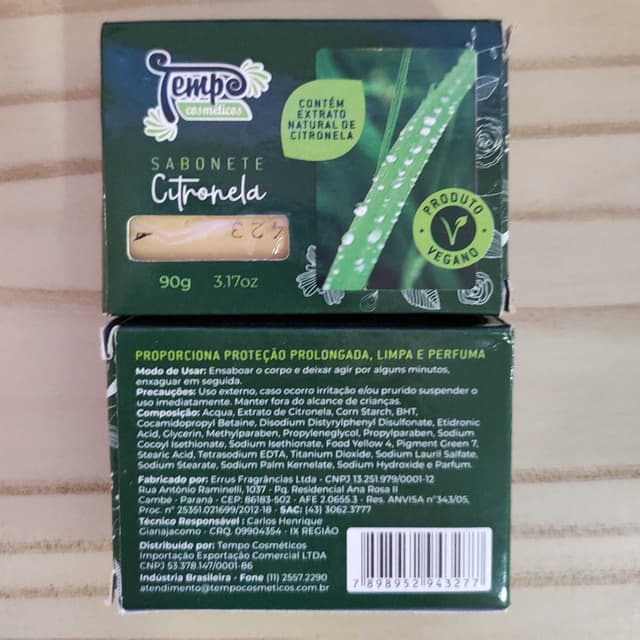 Tempo
cosméticos
CONTÉM
EXTRATO
NATURAL DE
CITRONELA
SABONETE
Citronela
PRODUTO
VEGANO
423
90g 3.17oz
PROPORCIONA PROTEÇÃO PROLONGADA, LIMPA E PERFUMA
Modo de Usar: Ensaboar o corpo e deixar agir por alguns minutos,
enxaguar em seguida.
Precauções: Uso externo, caso ocorro irritação e/ou prurido suspender o
uso imediatamente. Manter fora do alcance de crianças.
Composição: Acqua, Extrato de Citronela, Corn Starch, BHT,
Cocamidopropyl Betaine, Disodium Distyrylphenyl Disulfonate, Etidronic
Acid, Glycerin, Methylparaben, Propyleneglycol, Propylparaben, Sodium
Cocoyl Isethionate, Sodium Isethionate, Food Yellow 4, Pigment Green 7,
Stearic Acid, Tetrasodium EDTA, Titanium Dioxide, Sodium Lauril Salfate,
Sodium Stearate, Sodium Palm Kernelate, Sodium Hydroxide e Parfum.
Fabricado por: Errus Fragrâncias Ltda - CNPJ 13.251.979/0001-12
Rua Antônio Raminelli, 1037 - Pq. Residencial Ana Rosa II
Cambé - Paraná - CEP: 86183-502 - AFE 2.0655.3 - Res. ANVISA n°343/05.
Proc. n° 25351.021699/2012-18 - SAC: (43) 3062.3777
Técnico Responsável : Carlos Henrique
Gianajacomo - CRQ. 09904354 - IX REGIÃO
Distribuído por: Tempo Cosméticos
Importação Exportação Comercial LTDA
CNPJ 53.378.147/0001-86
Indústria Brasileira - Fone (11) 2557.2290
atendimento@tempocosmeticos.com.br
7 898952 943277